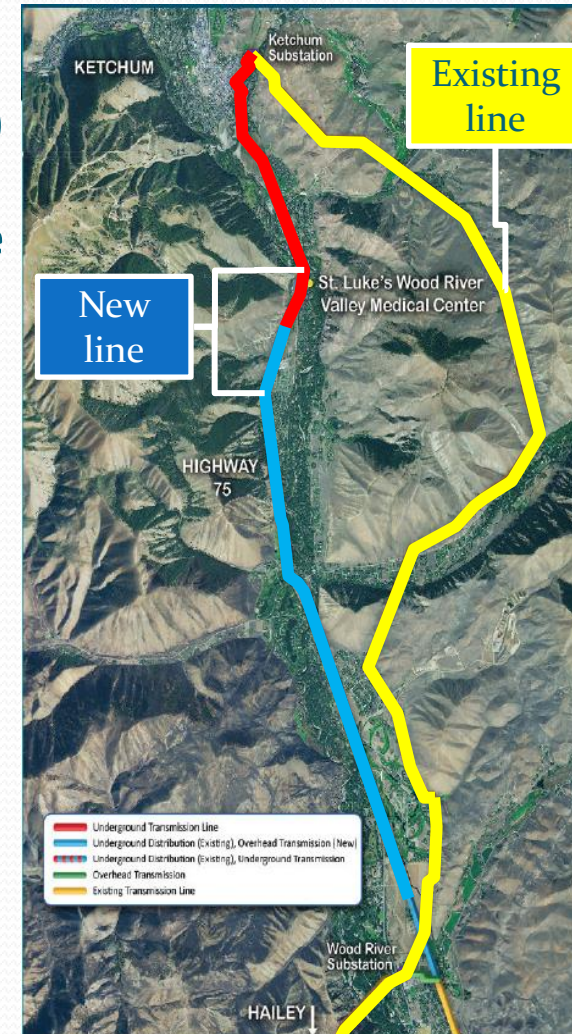 Ketchum
Substation
KETCHUM
Existing
line
St. Luke's Wood River
Valley Medical Center
New
line
HIGHWAY
75
Underground Transmission Line
Underground Distribution (Existing), Overhead Transmission (New)
Underground Distribution (Existing), Underground Transmission
Overhead Transmission
Existing Transmission Line
Wood River
Substation
HAILEY